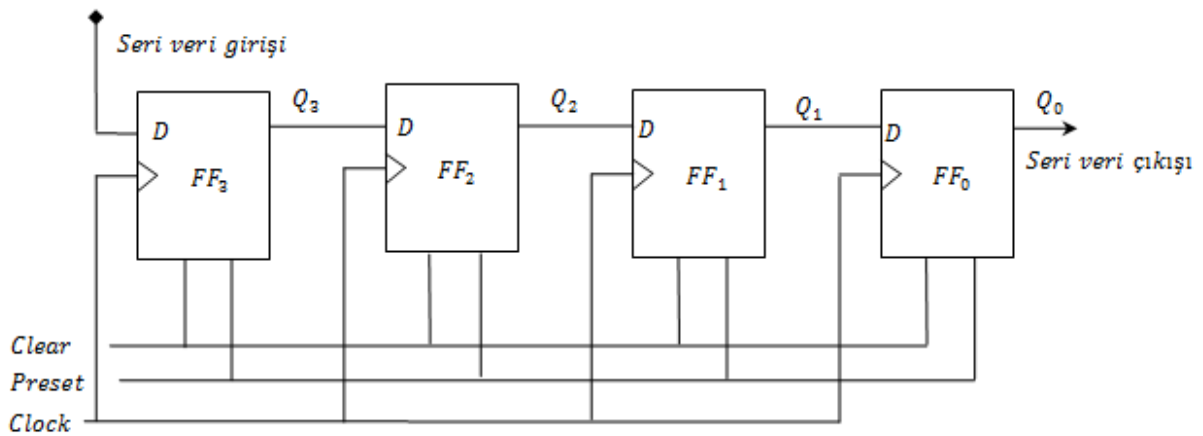 Seri veri girişi
Q₃
Q₂
Q₁
Q₀
D
D
D
D
Seri veri çıkışı
FF₃
FF₂
FF₁
FF₀
Clear
Preset
Clock